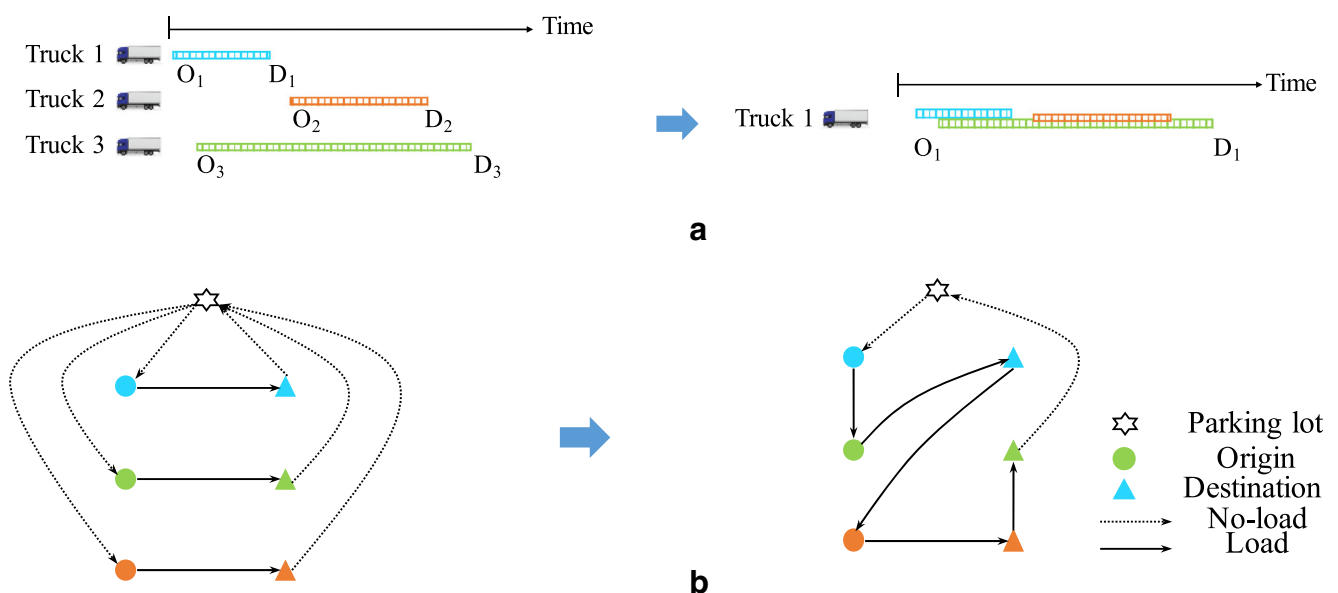 Time
Truck 1
O₁ D₁
Truck 2
O₂ D₂
Truck 3
O₃ D₃
Time
Truck 1
O₁ D₁
a
Parking lot
Origin
Destination
No-load
Load
b